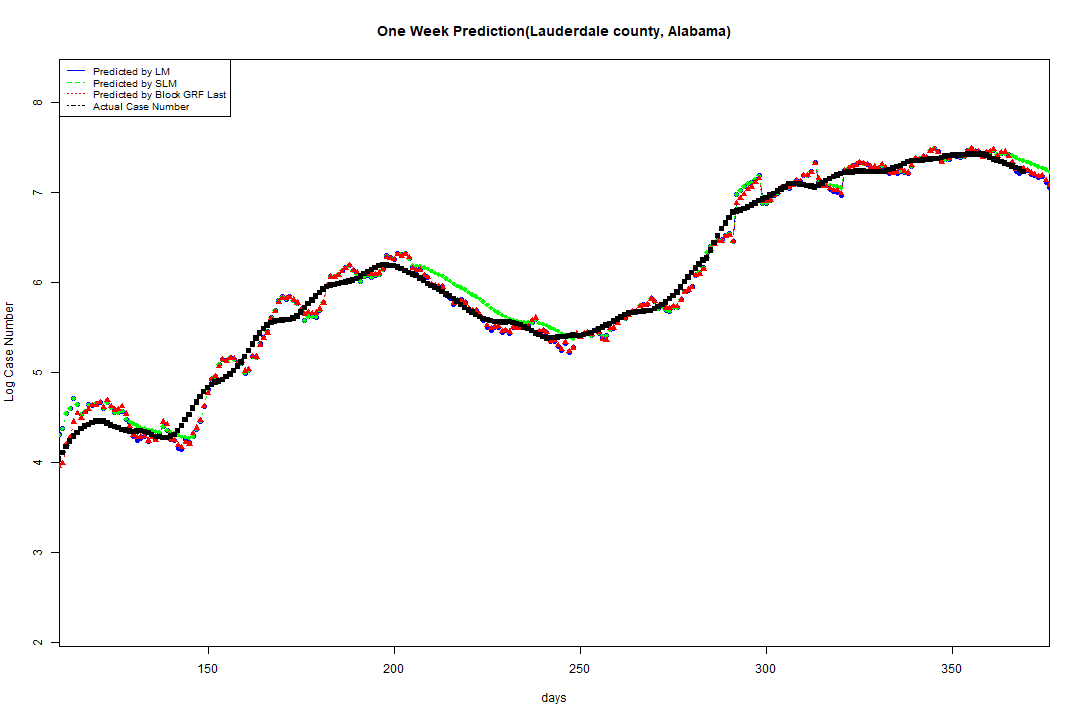 One Week Prediction(Lauderdale county, Alabama)
Predicted by LM
Predicted by SLM
Predicted by Block GRF Last
Actual Case Number
8
7
6
5
4
3
2
Log Case Number
150 200 250 300 350
days